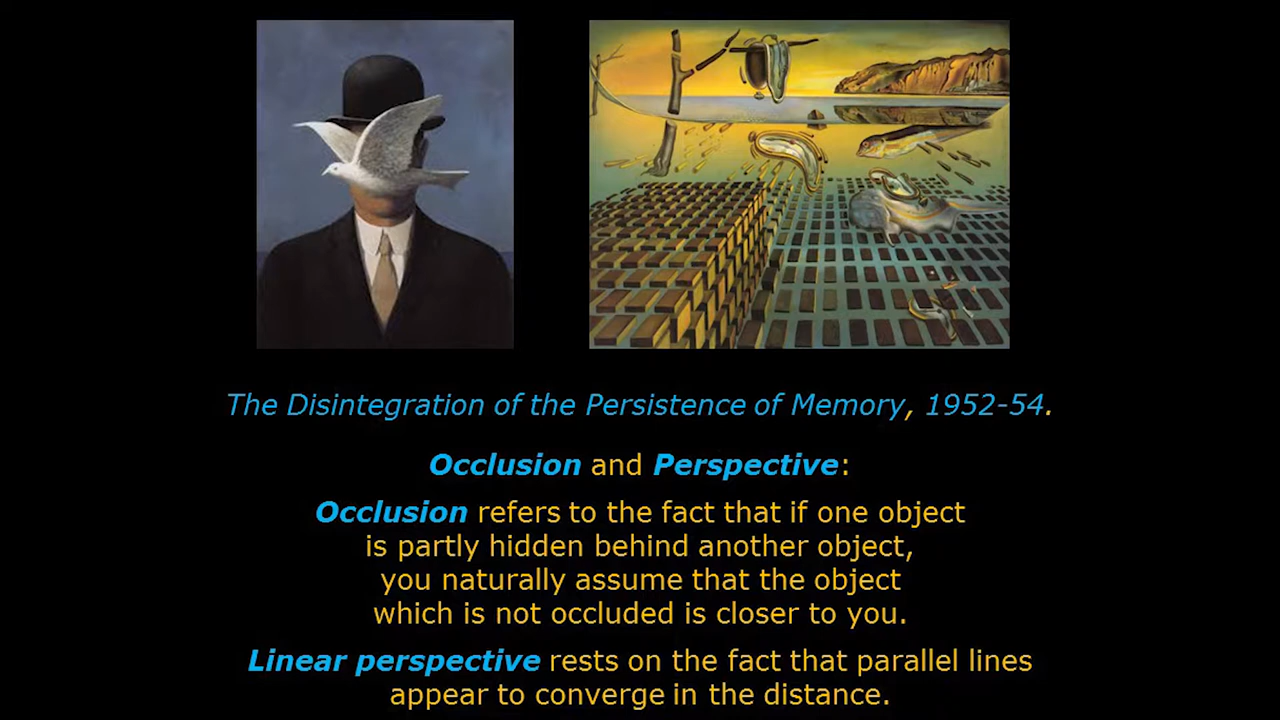 The Disintegration of the Persistence of Memory, 1952-54.
Occlusion and Perspective:
Occlusion refers to the fact that if one object
is partly hidden behind another object,
you naturally assume that the object
which is not occluded is closer to you.
Linear perspective rests on the fact that parallel lines
appear to converge in the distance.